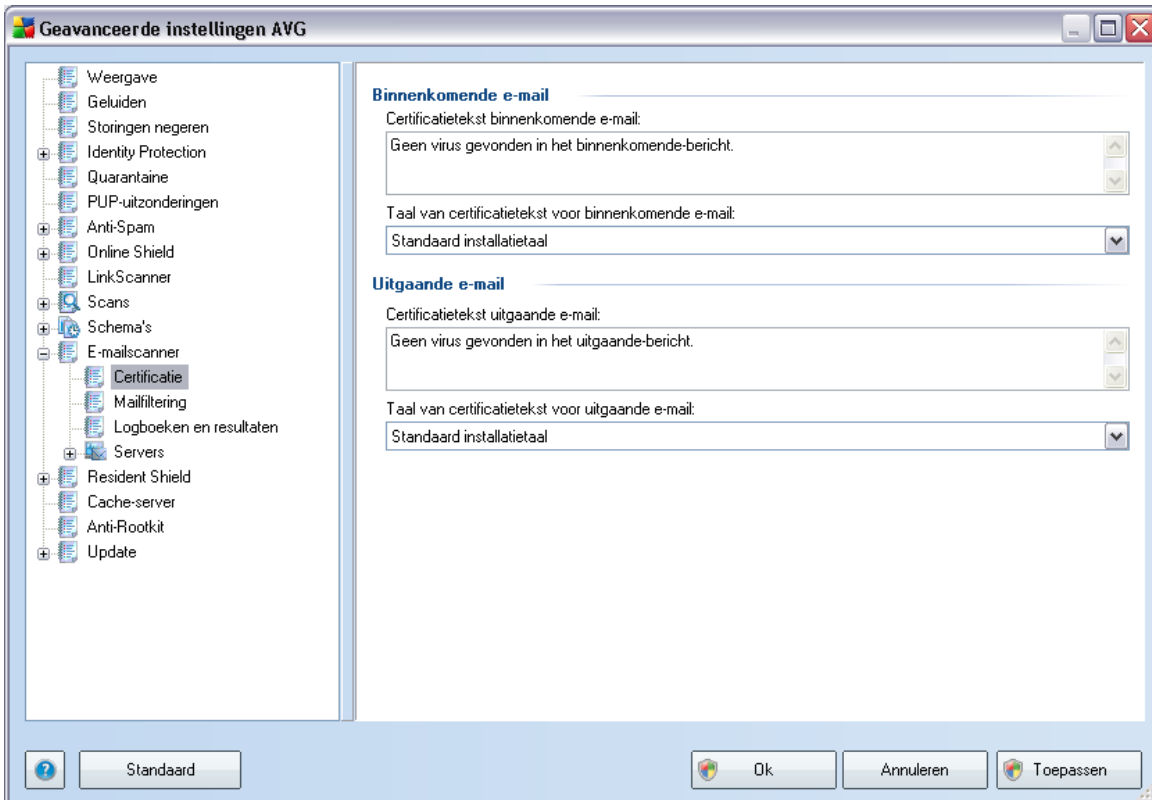 Geavanceerde instellingen AVG
Weergave
Geluiden
Storingen negeren
Identity Protection
Quarantaine
PUP-uitzonderingen
Anti-Spam
Online Shield
LinkScanner
Scans
Schema's
E-mailscanner
Certificatie
Mailfiltering
Logboeken en resultaten
Servers
Resident Shield
Cache-server
Anti-Rootkit
Update
Binnenkomende e-mail
Certificatietekst binnenkomende e-mail:
Geen virus gevonden in het binnenkomende-bericht.
Taal van certificatietekst voor binnenkomende e-mail:
Standaard installatietaal
Uitgaande e-mail
Certificatietekst uitgaande e-mail:
Geen virus gevonden in het uitgaande-bericht.
Taal van certificatietekst voor uitgaande e-mail:
Standaard installatietaal
?
Standaard
Ok
Annuleren
Toepassen